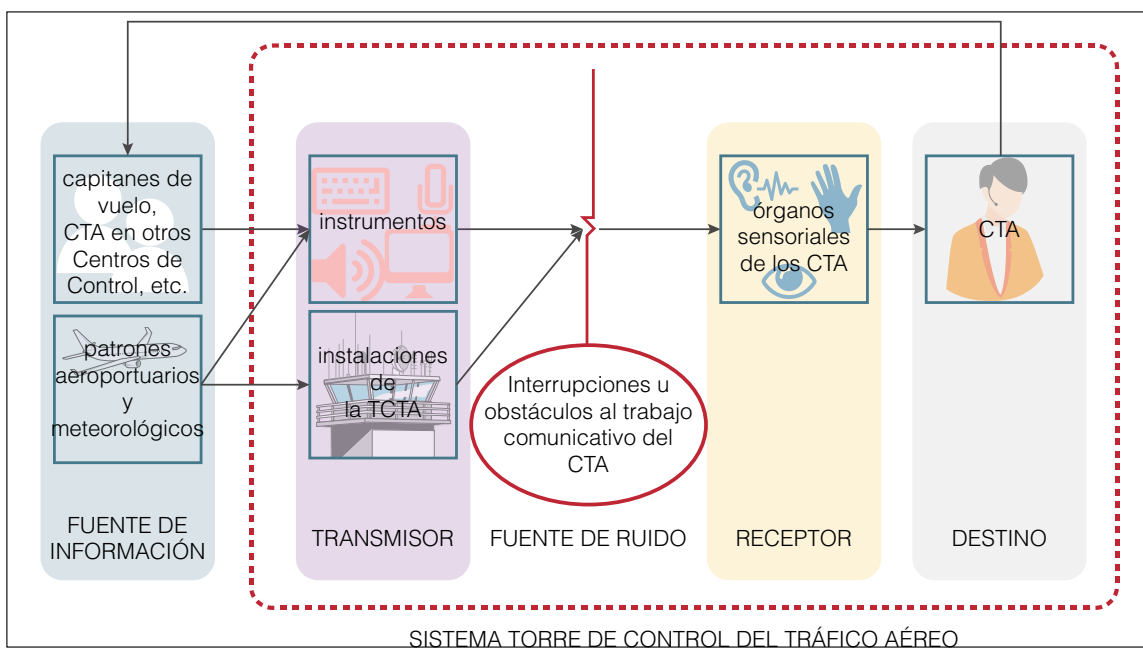 capitanes de
vuelo,
CTA en otros
Centros de
Control, etc.
patrones
aeroportuarios
y
meteorológicos
FUENTE DE
INFORMACIÓN
instrumentos
instalaciones
de
la TCTA
TRANSMISOR
Interrupciones u
obstáculos al trabajo
comunicativo del
CTA
FUENTE DE RUIDO
órganos
sensoriales
de los CTA
RECEPTOR
CTA
DESTINO
SISTEMA TORRE DE CONTROL DEL TRÁFICO AÉREO